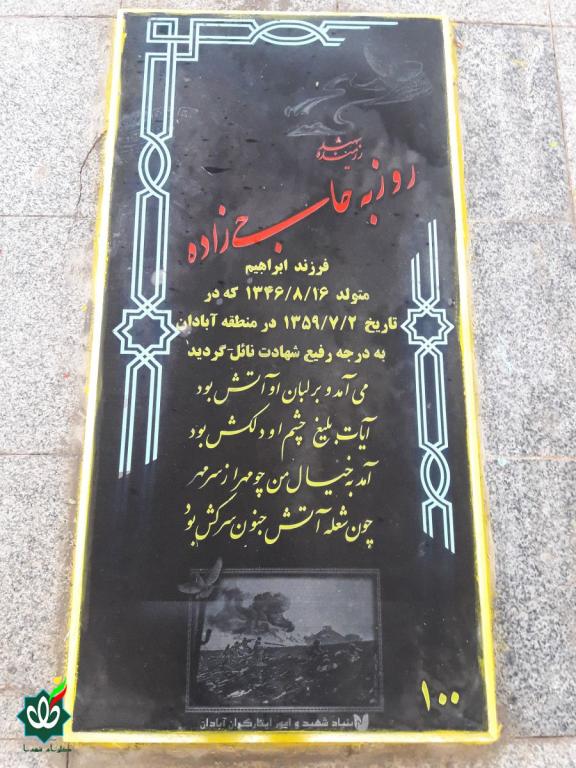 شهید
رزمنده
روزبه حاج زاده
فرزند ابراهیم
متولد ۱۳۴۶/۸/۱۶ که در
تاریخ ۱۳۵۹/۷/۲ در منطقه آبادان
به درجه رفیع شهادت نائل گردید
می آمد و بر لبان او آتش بود
آیات بلیغ چشم او دلکش بود
آمد به خیال من چو مهر از سر مهر
چون شعله آتش جنون سرکش بود
بنیاد شهید و امور ایثارگران آبادان
۱۰۰